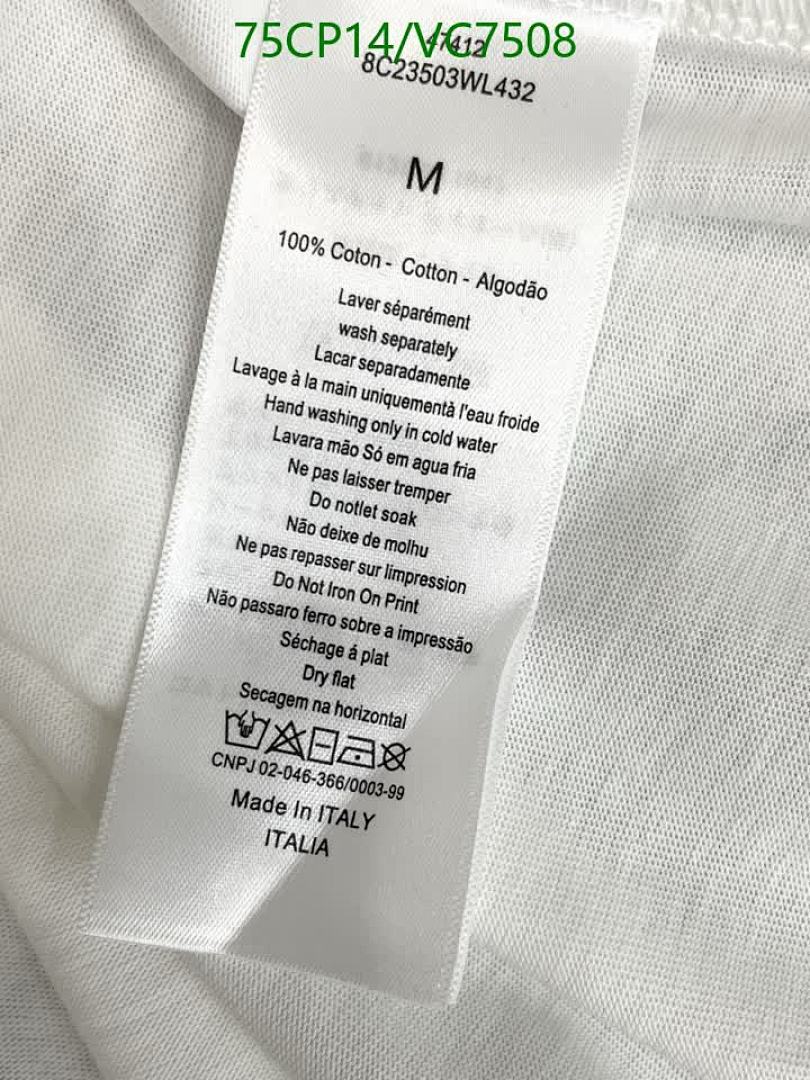 75CP14/VC7508
47412
8C23503WL432
M
100% Coton - Cotton - Algodão
Laver séparément
wash separately
Lacar separadamente
Lavage à la main uniquementà l'eau froide
Hand washing only in cold water
Lavara mão Só em agua fria
Ne pas laisser tremper
Do notlet soak
Não deixe de molhu
Ne pas repasser sur limpression
Do Not Iron On Print
Não passaro ferro sobre a impressão
Séchage á plat
Dry flat
Secagem na horizontal
CNPJ 02-046-366/0003-99
Made In ITALY
ITALIA